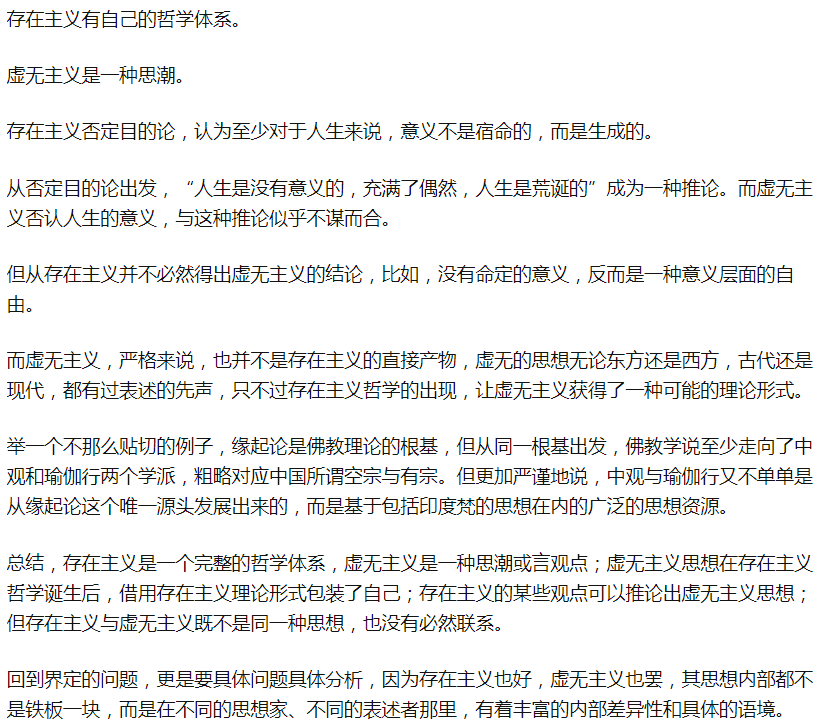 存在主义有自己的哲学体系。
虚无主义是一种思潮。
存在主义否定目的论，认为至少对于人生来说，意义不是宿命的，而是生成的。
从否定目的论出发，“人生是没有意义的，充满了偶然，人生是荒诞的”成为一种推论。而虚无主
义否认人生的意义，与这种推论似乎不谋而合。
但从存在主义并不必然得出虚无主义的结论，比如，没有命定的意义，反而是一种意义层面的自
由。
而虚无主义，严格来说，也并不是存在主义的直接产物，虚无的思想无论东方还是西方，古代还是
现代，都有过表述的先声，只不过存在主义哲学的出现，让虚无主义获得了一种可能的理论形式。
举一个不那么贴切的例子，缘起论是佛教理论的根基，但从同一根基出发，佛教学说至少走向了中
观和瑜伽行两个学派，粗略对应中国所谓空宗与有宗。但更加严谨地说，中观与瑜伽行又不单单是
从缘起论这个唯一源头发展出来的，而是基于包括印度梵的思想在内的广泛的思想资源。
总结，存在主义是一个完整的哲学体系，虚无主义是一种思潮或言观点；虚无主义思想在存在主义
哲学诞生后，借用存在主义理论形式包装了自己；存在主义的某些观点可以推论出虚无主义思想；
但存在主义与虚无主义既不是同一种思想，也没有必然联系。
回到界定的问题，更是要具体问题具体分析，因为存在主义也好，虚无主义也罢，其思想内部都不
是铁板一块，而是在不同的思想家、不同的表述者那里，有着丰富的内部差异性和具体的语境。